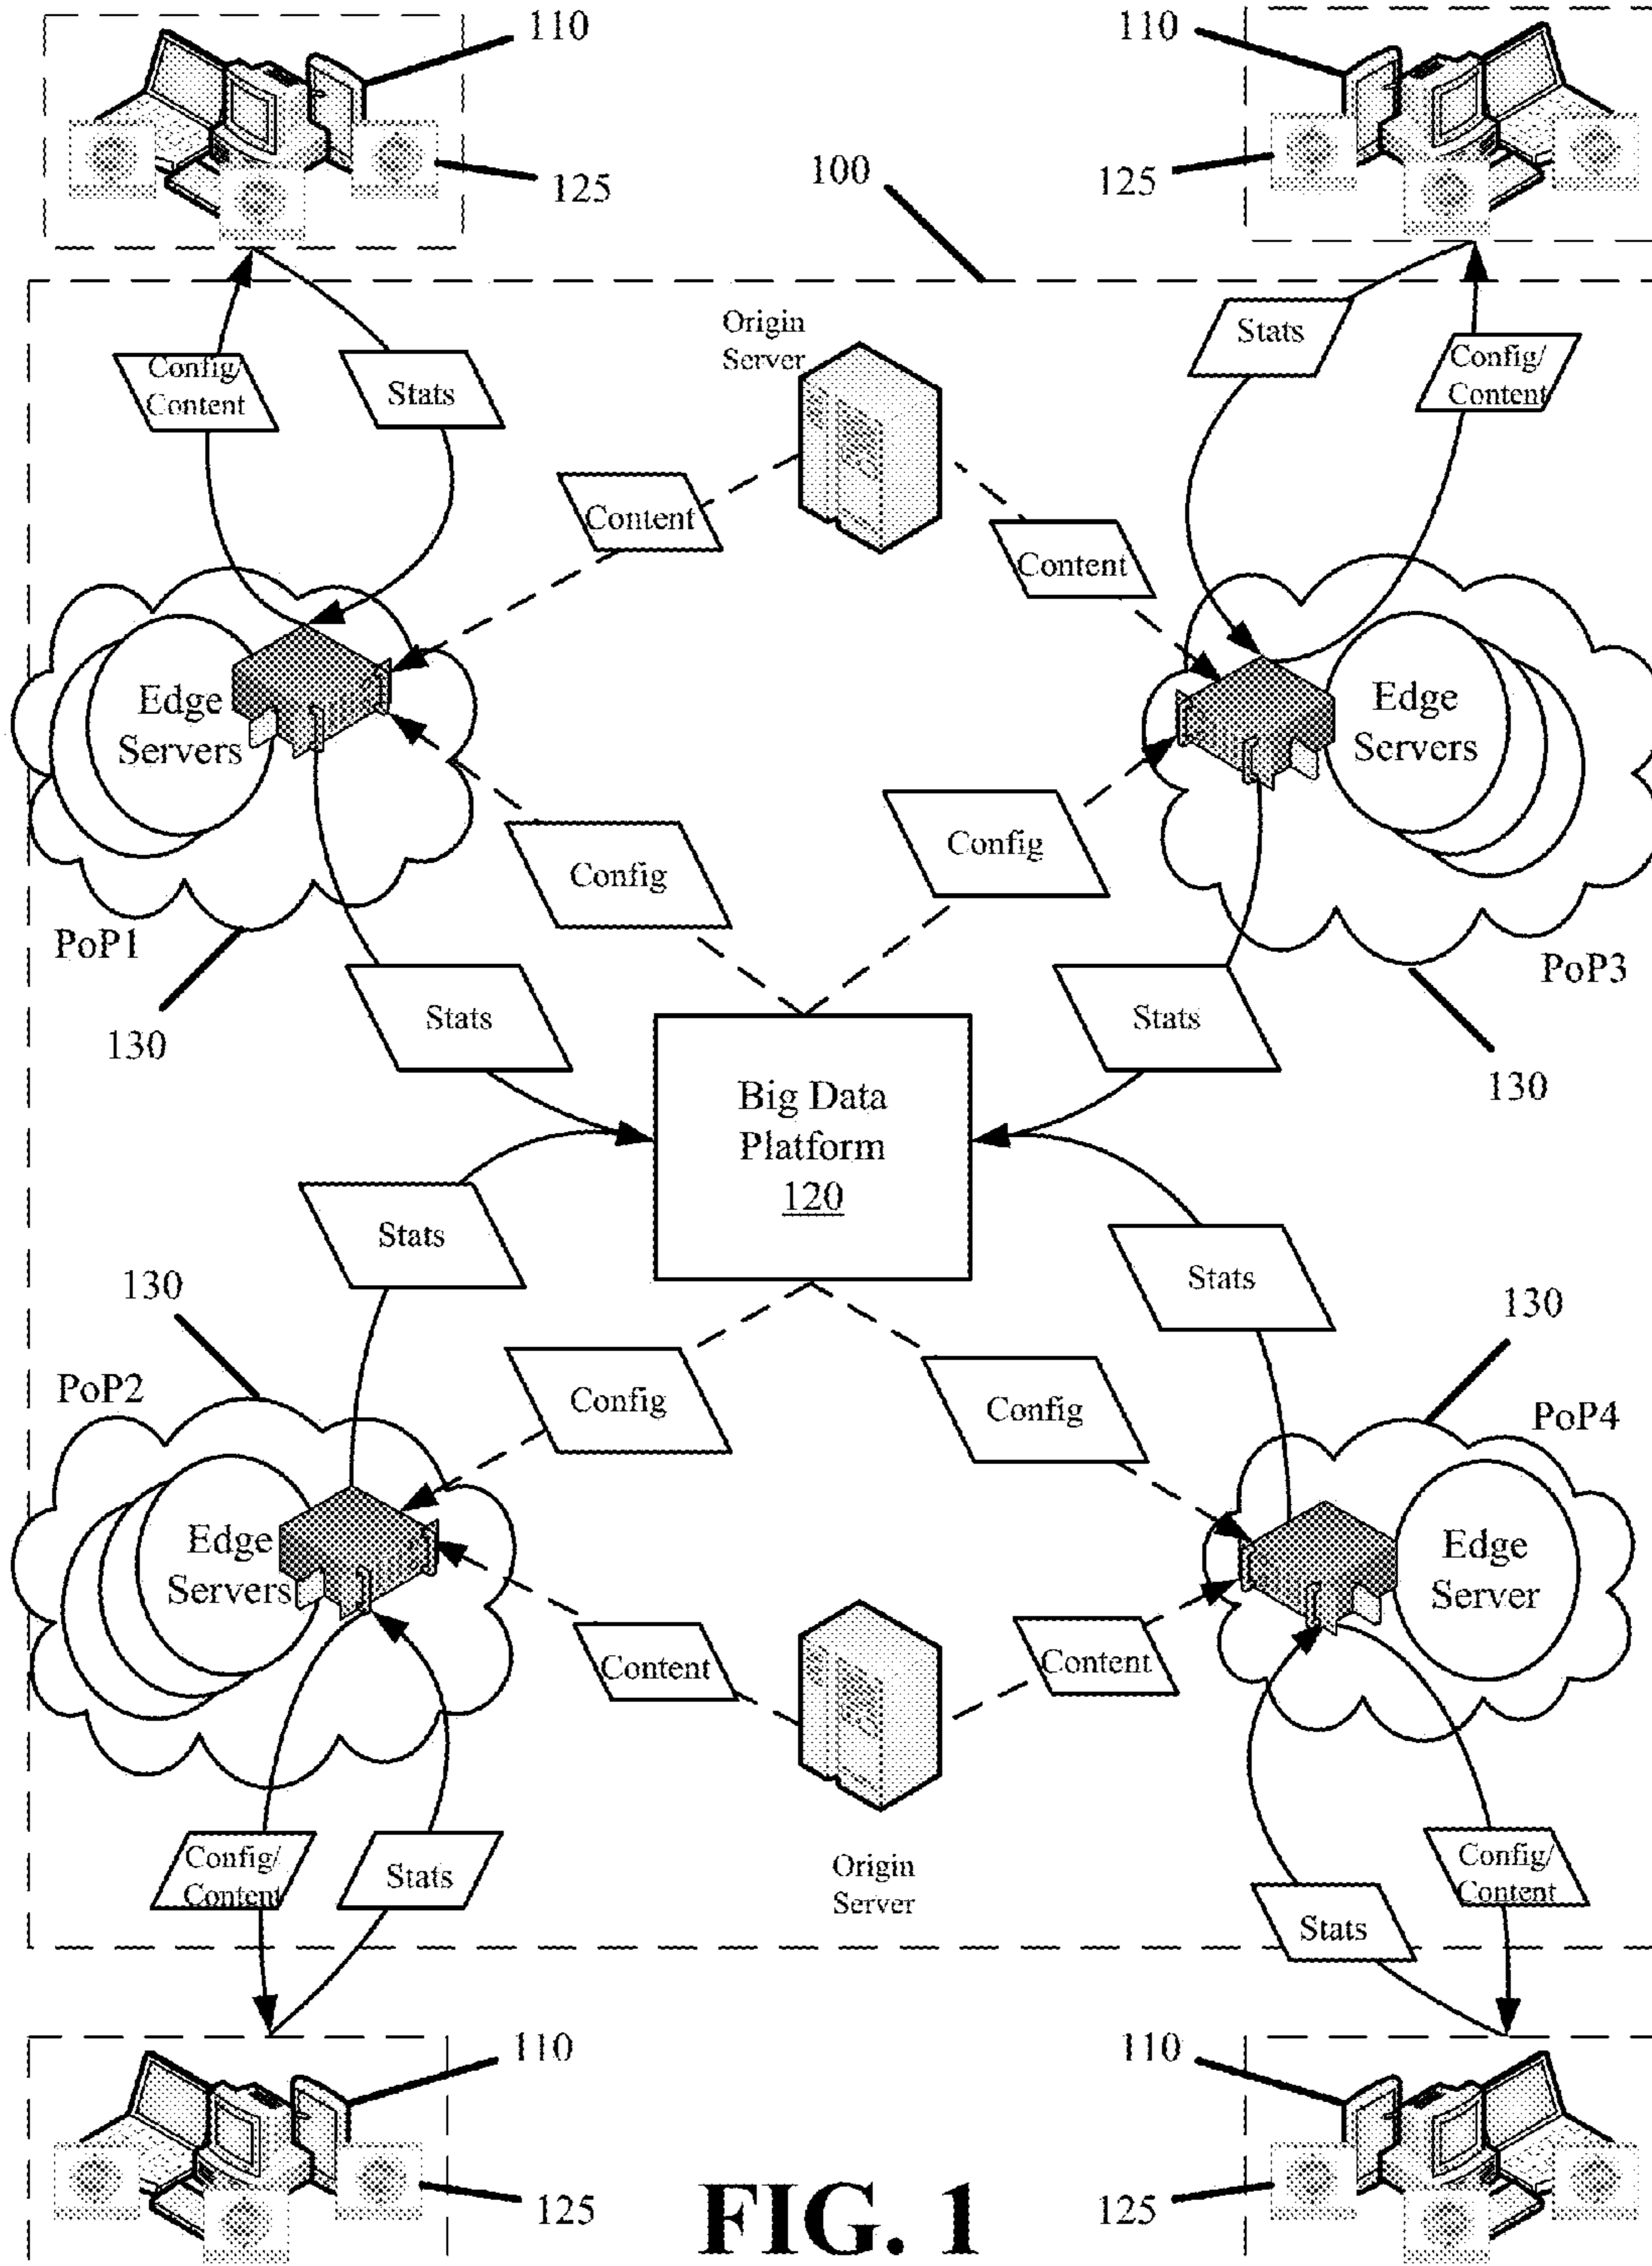 110
110
125
100
125
Origin
Server
Stats
Config/
Content
Stats
Config/
Content
Content
Content
Edge
Servers
Edge
Servers
Config
Config
PoP1
PoP3
Stats
Stats
130
130
Big Data
Platform
120
Stats
Stats
130
130
Config
Config
PoP2
PoP4
Edge
Servers
Edge
Server
Content
Content
Config/
Content
Stats
Origin
Server
Config/
Content
Stats
110
110
125
125
FIG. 1